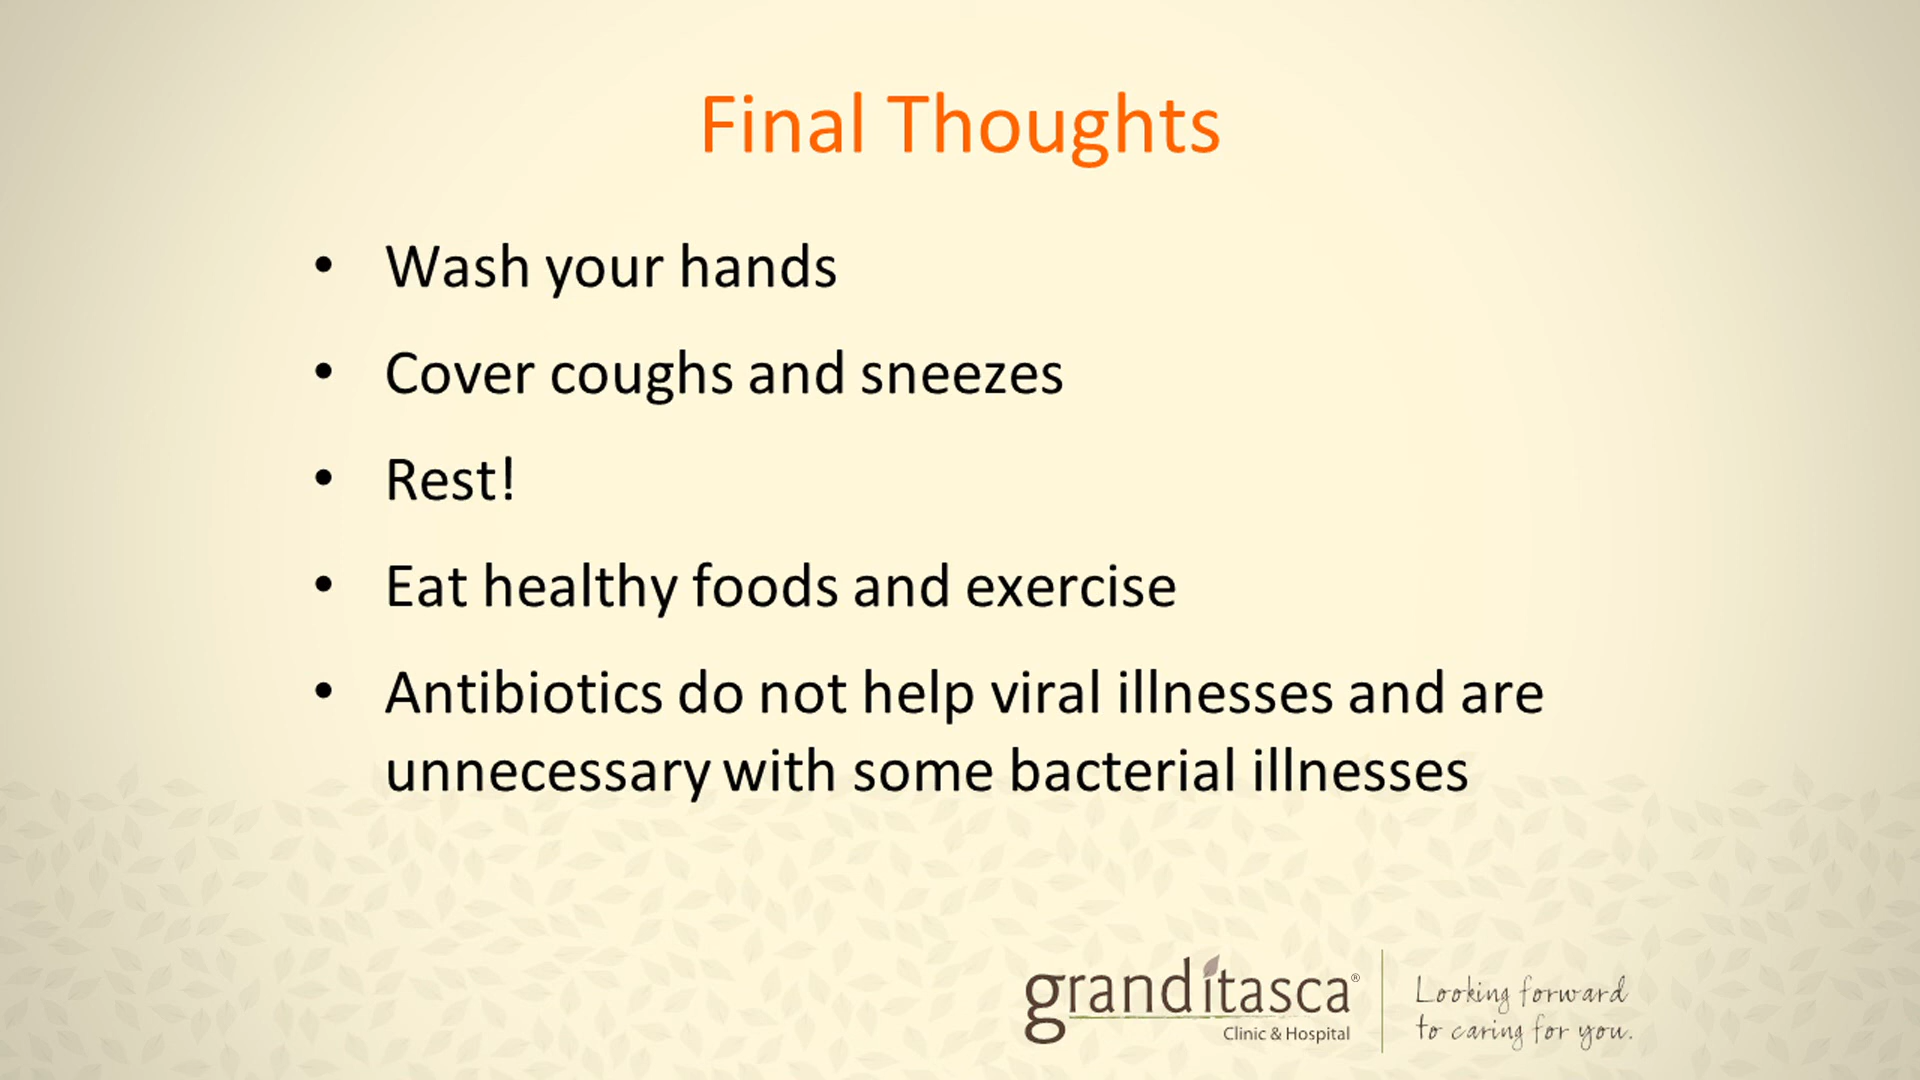 Final Thoughts
• Wash your hands
• Cover coughs and sneezes
• Rest!
• Eat healthy foods and exercise
• Antibiotics do not help viral illnesses and are
unnecessary with some bacterial illnesses
granditasca®
Clinic & Hospital
Looking forward
to caring for you.